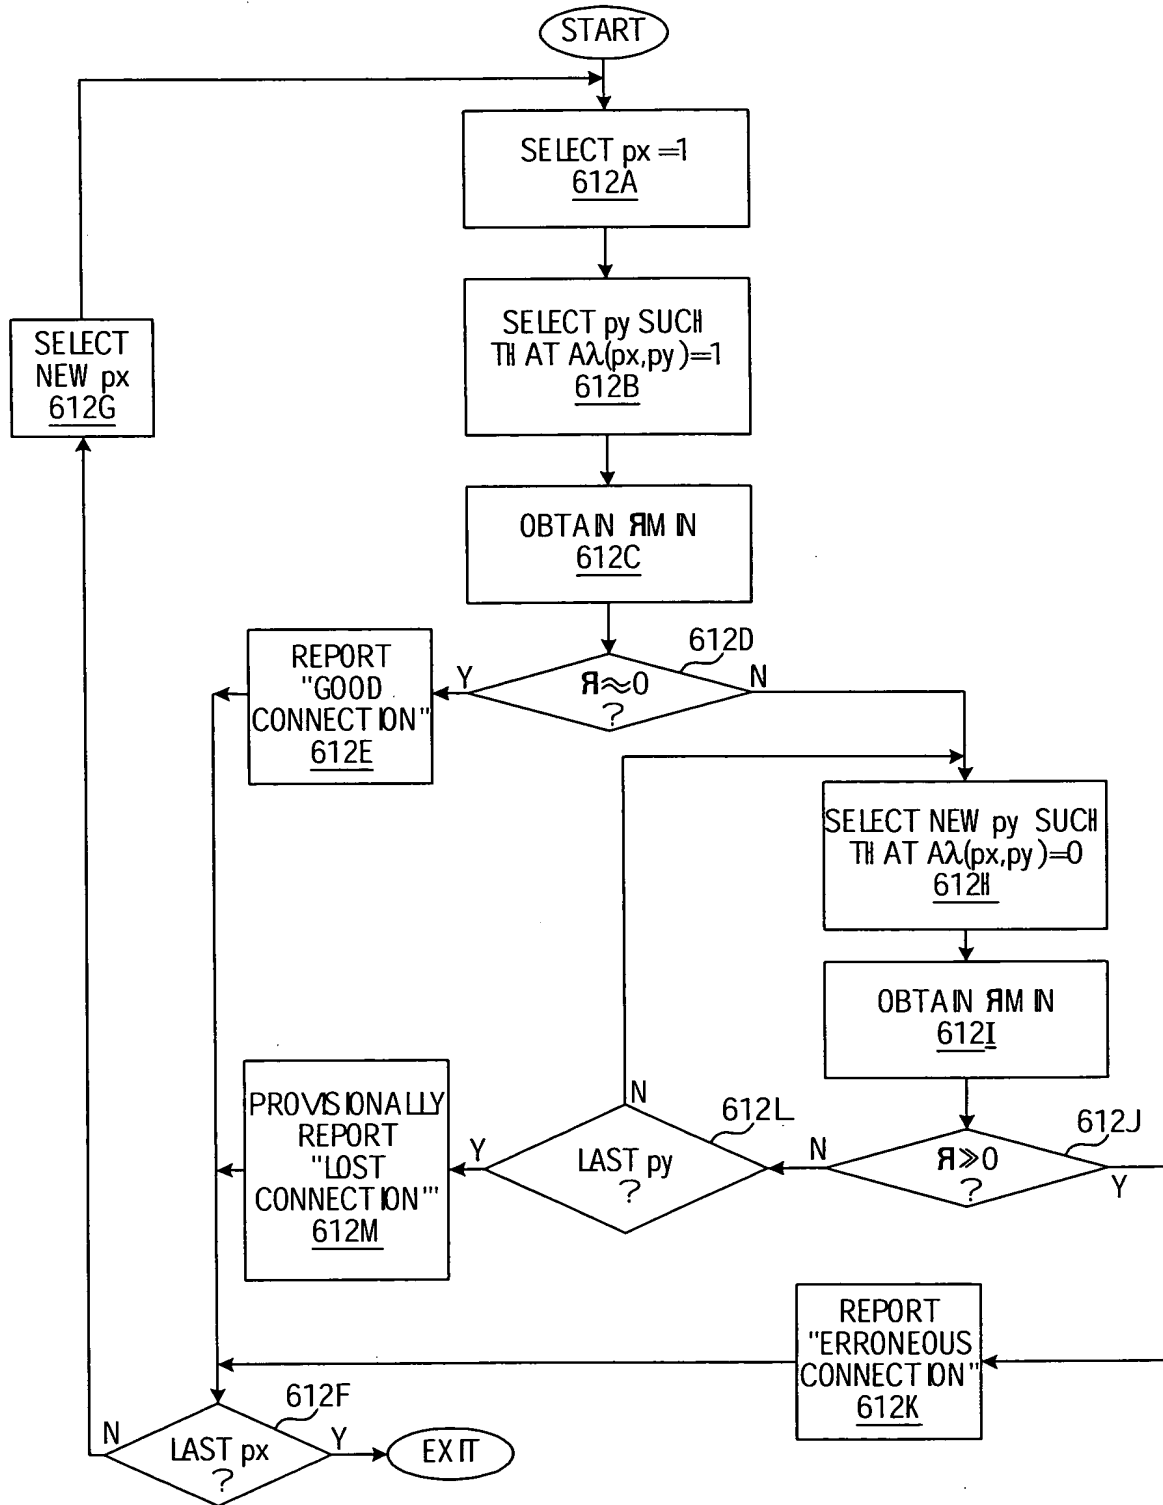 START
SELECT px =1
612A
SELECT py SUCH
THAT Aλ(px,py)=1
612B
SELECT
NEW px
612G
OBTAIN ЯMIN
612C
612D
REPORT
"GOOD
CONNECTION"
612E
Y
Я≈0
?
N
SELECT NEW py SUCH
THAT Aλ(px,py)=0
612H
OBTAIN ЯMIN
612I
PROVISIONALLY
REPORT
"LOST
CONNECTION'"
612M
Y
N
612L
LAST py
?
N
612J
Я≫0
?
Y
REPORT
"ERRONEOUS
CONNECTION"
612K
612F
N
LAST px
?
Y
EXIT